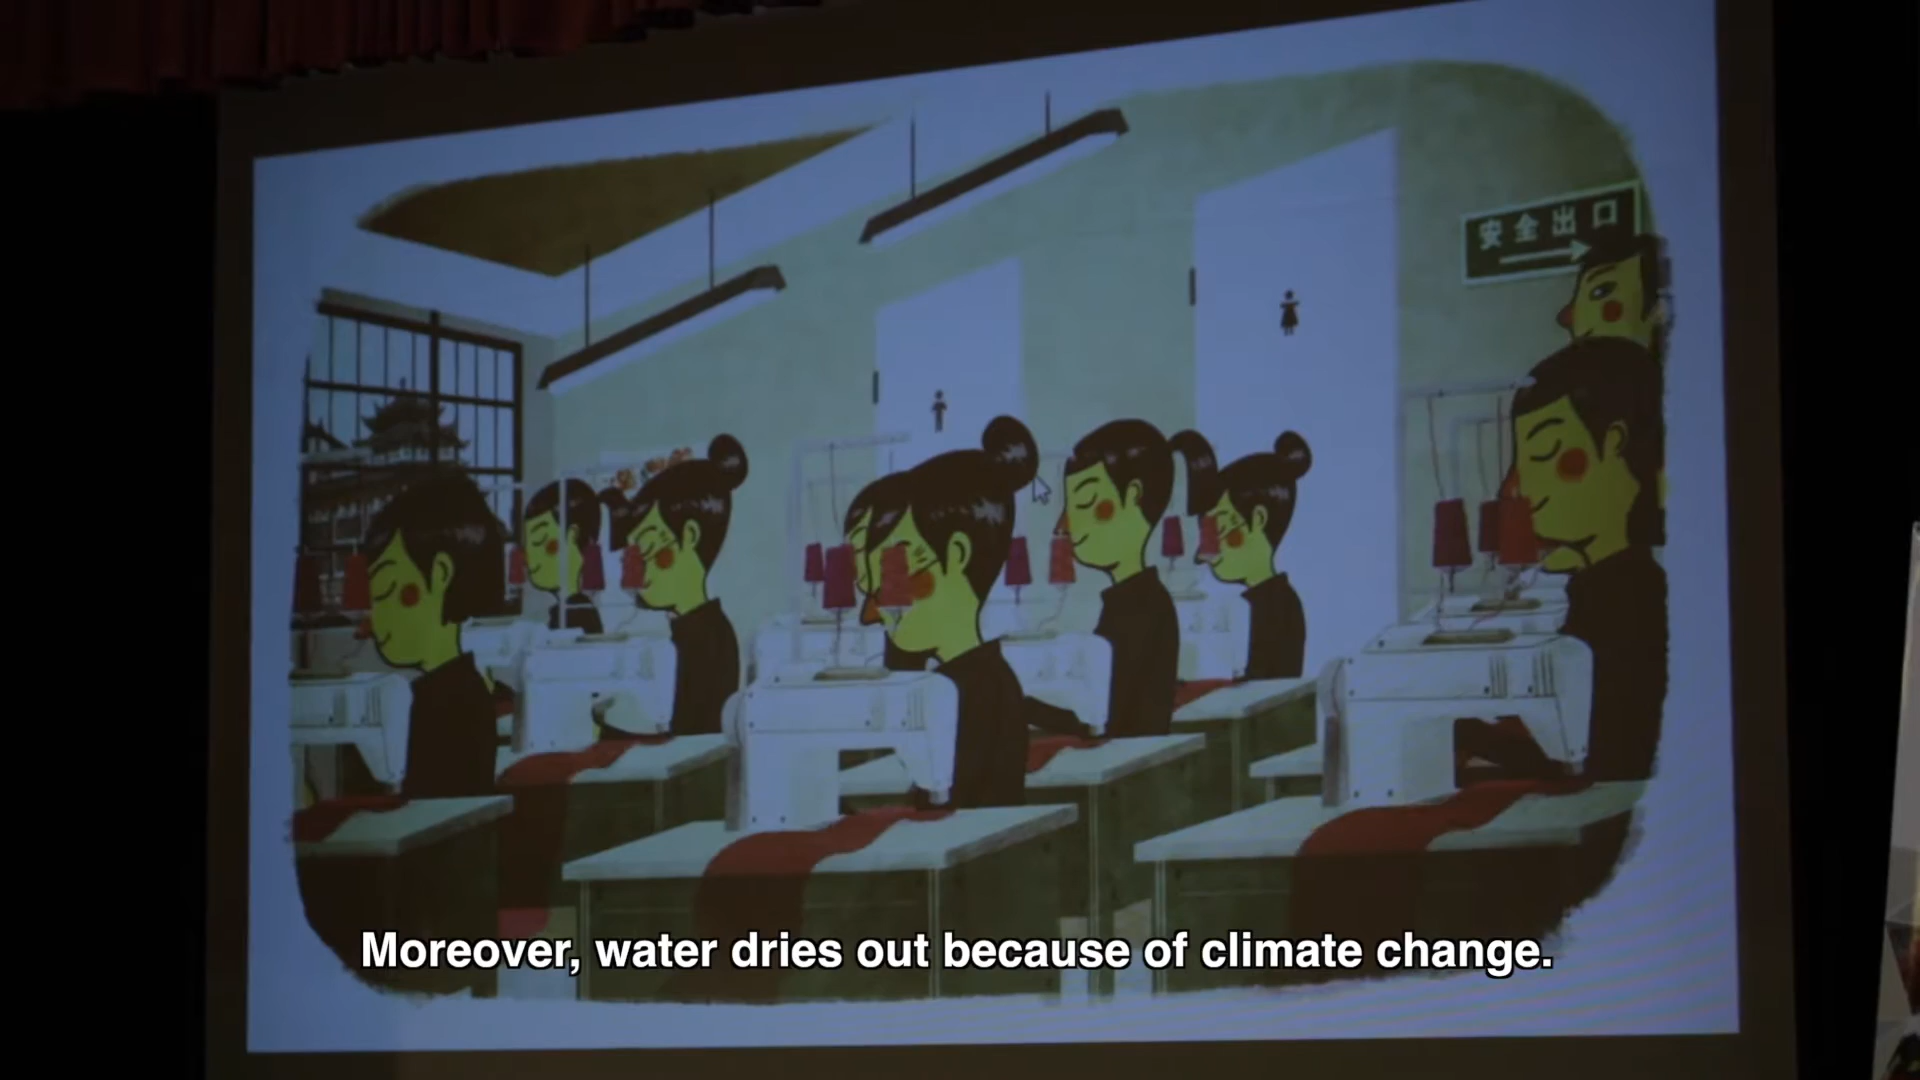 安全出口
Moreover, water dries out because of climate change.